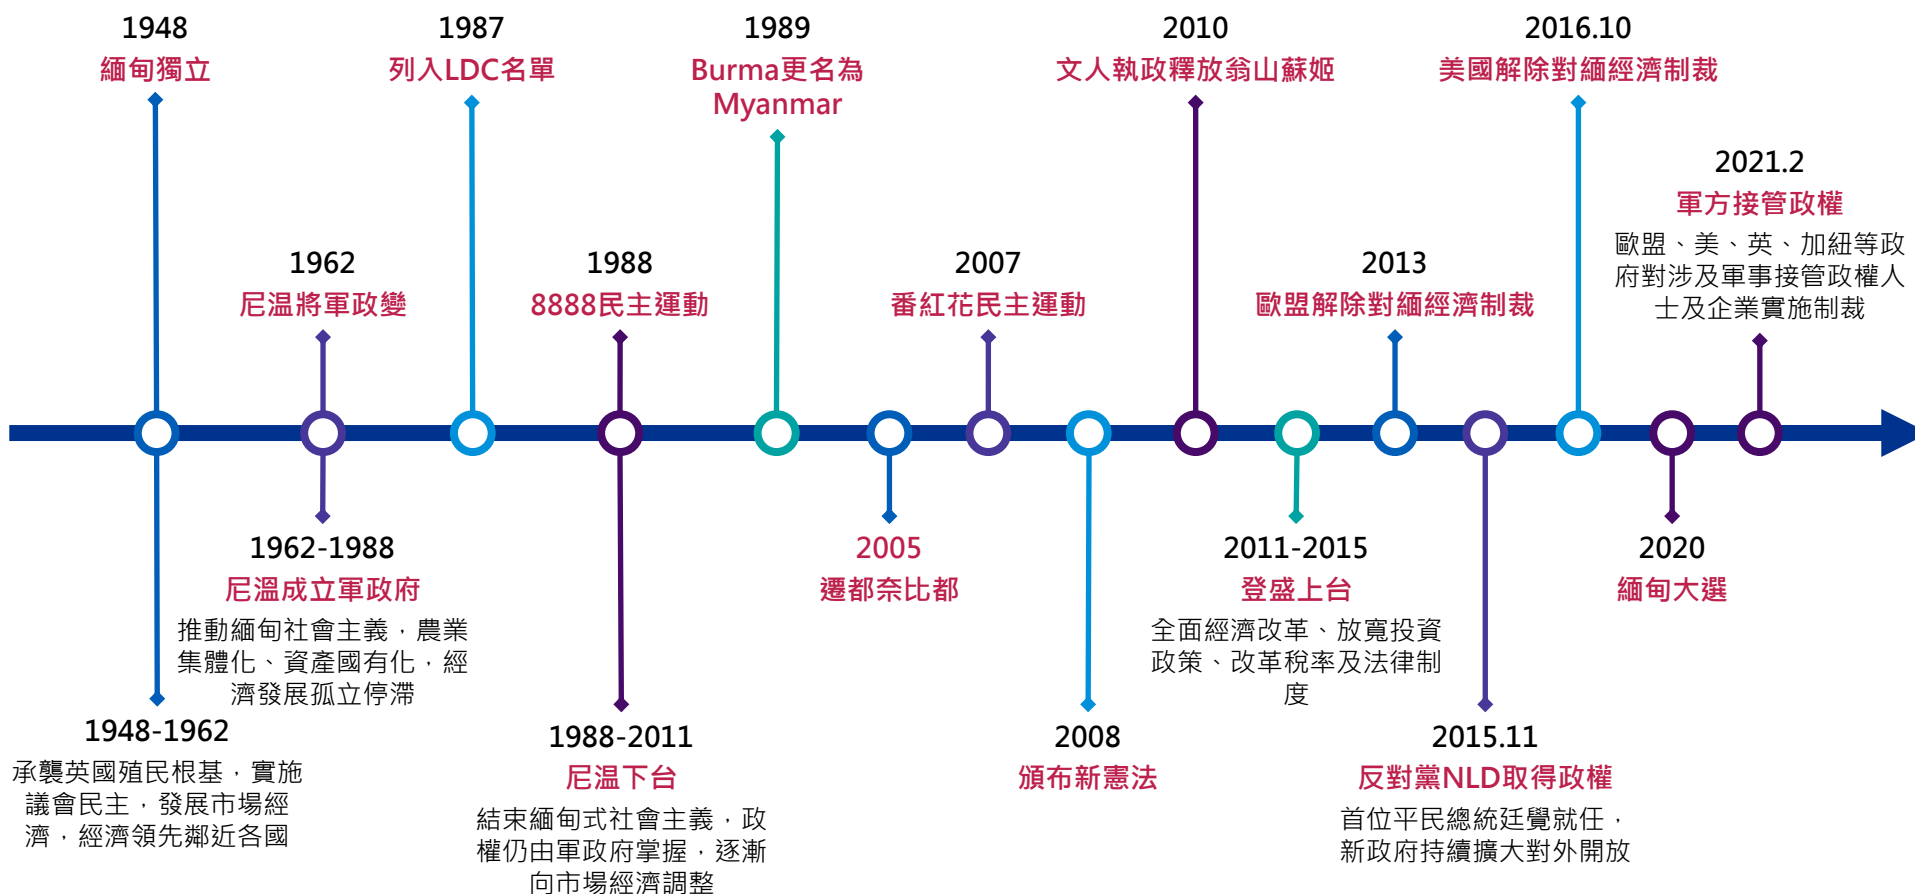 1948
緬甸獨立
1987
列入LDC名單
1989
Burma更名為
Myanmar
2010
文人執政釋放翁山蘇姬
2016.10
美國解除對緬經濟制裁
2021.2
軍方接管政權
歐盟、美、英、加紐等政
府對涉及軍事接管政權人
士及企業實施制裁
1962
尼温將軍政變
1988
8888民主運動
2007
番紅花民主運動
2013
歐盟解除對緬經濟制裁
1962-1988
尼溫成立軍政府
推動緬甸社會主義，農業
集體化、資產國有化，經
濟發展孤立停滯
2005
遷都奈比都
2011-2015
登盛上台
全面經濟改革、放寬投資
政策、改革稅率及法律制
度
2020
緬甸大選
1948-1962
承襲英國殖民根基，實施
議會民主，發展市場經
濟，經濟領先鄰近各國
1988-2011
尼温下台
結束緬甸式社會主義，政
權仍由軍政府掌握，逐漸
向市場經濟調整
2008
頒布新憲法
2015.11
反對黨NLD取得政權
首位平民總統廷覺就任，
新政府持續擴大對外開放